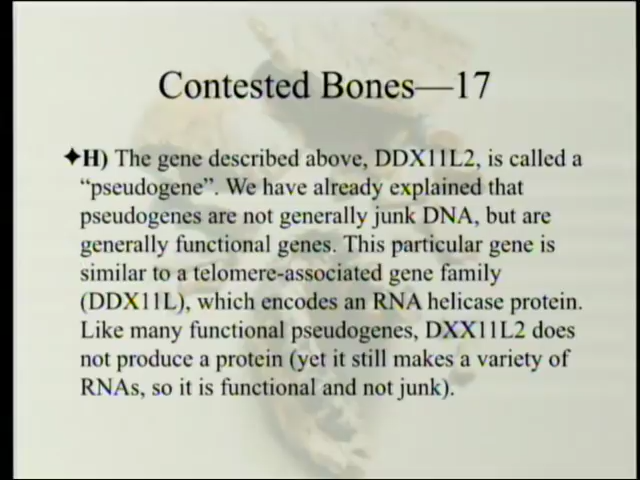 Contested Bones—17
✦H) The gene described above, DDX11L2, is called a
“pseudogene”. We have already explained that
pseudogenes are not generally junk DNA, but are
generally functional genes. This particular gene is
similar to a telomere-associated gene family
(DDX11L), which encodes an RNA helicase protein.
Like many functional pseudogenes, DXX11L2 does
not produce a protein (yet it still makes a variety of
RNAs, so it is functional and not junk).